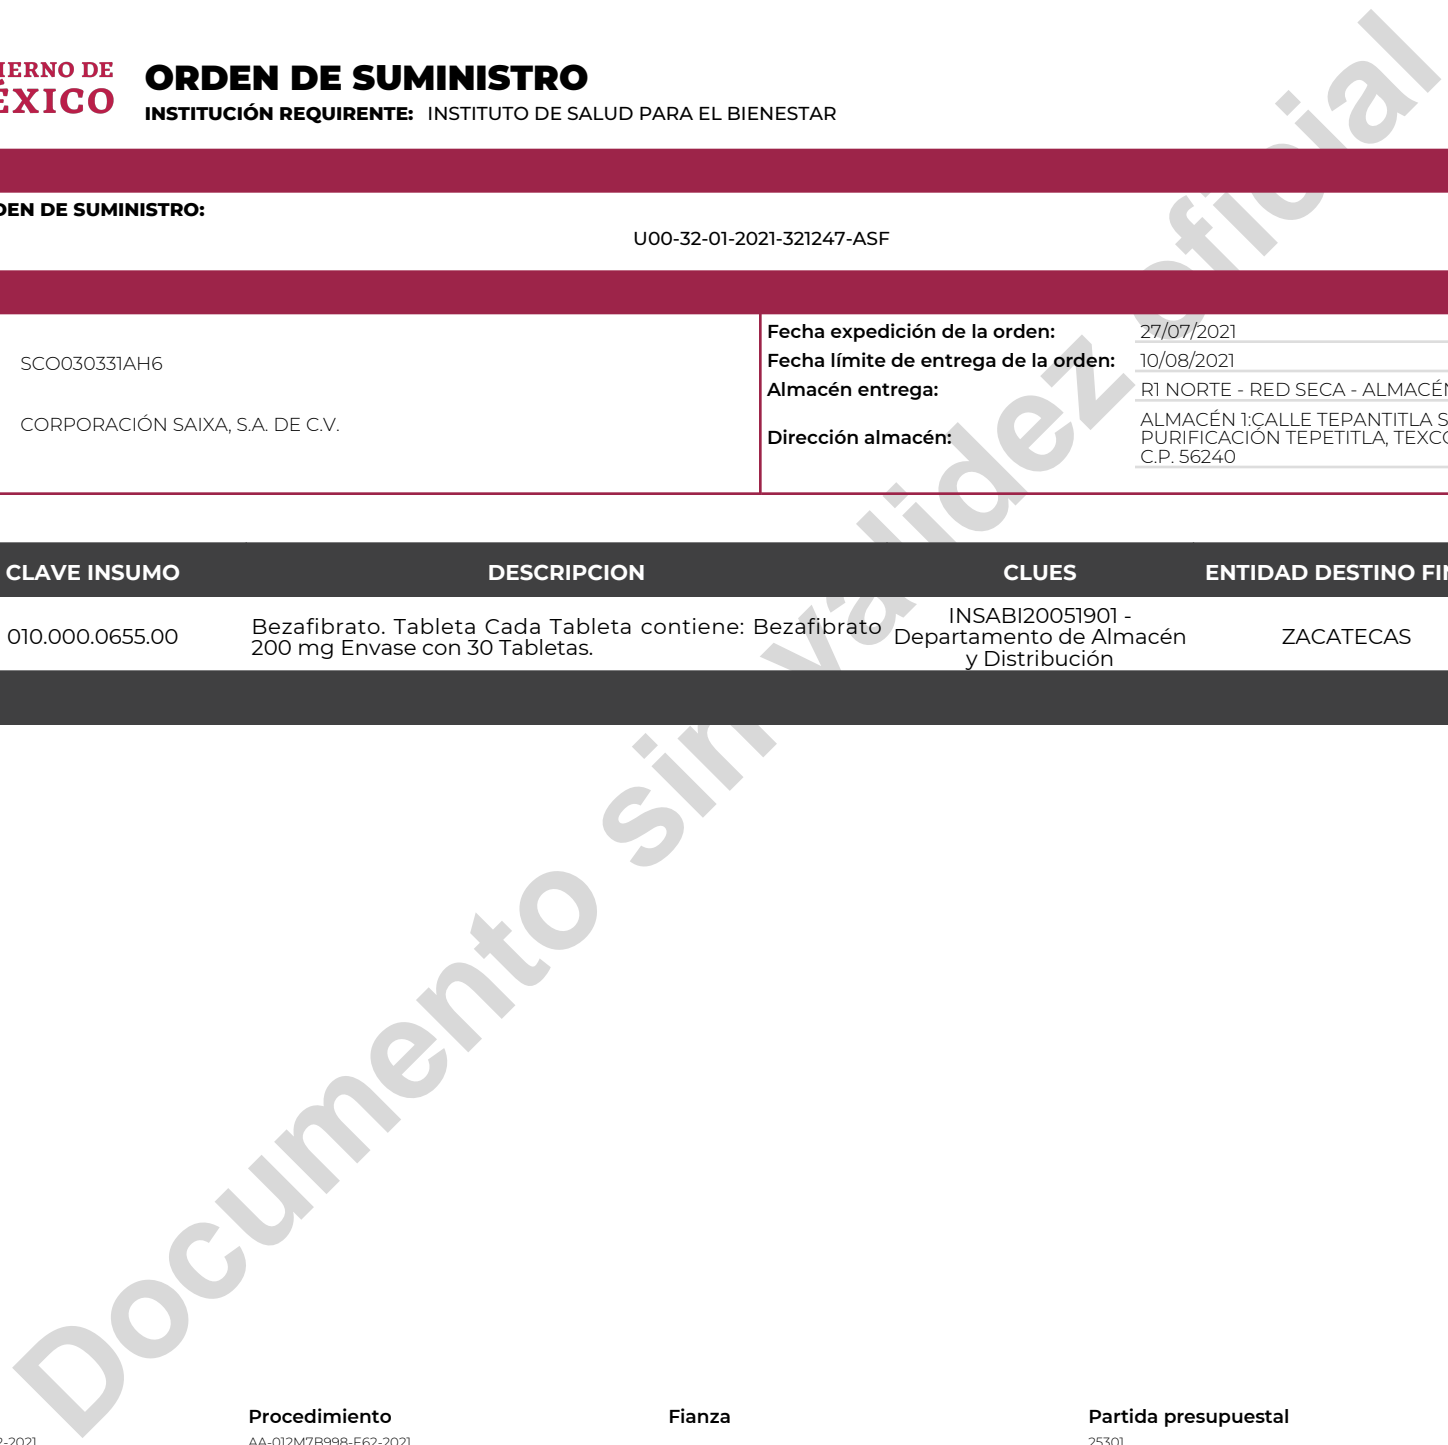 IERNO DE
ÉXICO
ORDEN DE SUMINISTRO
INSTITUCIÓN REQUIRENTE: INSTITUTO DE SALUD PARA EL BIENESTAR
DEN DE SUMINISTRO:
U00-32-01-2021-321247-ASF
SCO030331AH6
CORPORACIÓN SAIXA, S.A. DE C.V.
Fecha expedición de la orden: 27/07/2021
Fecha límite de entrega de la orden: 10/08/2021
Almacén entrega: R1 NORTE - RED SECA - ALMACÉN
Dirección almacén: ALMACÉN 1:CALLE TEPANTITLA S
PURIFICACIÓN TEPETITLA, TEXCO
C.P. 56240
CLAVE INSUMO DESCRIPCION CLUES ENTIDAD DESTINO FIN
010.000.0655.00
Bezafibrato. Tableta Cada Tableta contiene: Bezafibrato
200 mg Envase con 30 Tabletas.
INSABI20051901 -
Departamento de Almacén
y Distribución
ZACATECAS
Documento sin validez oficial
Procedimiento Fianza Partida presupuestal
2-2021 AA-012M7B998-E62-2021 25301